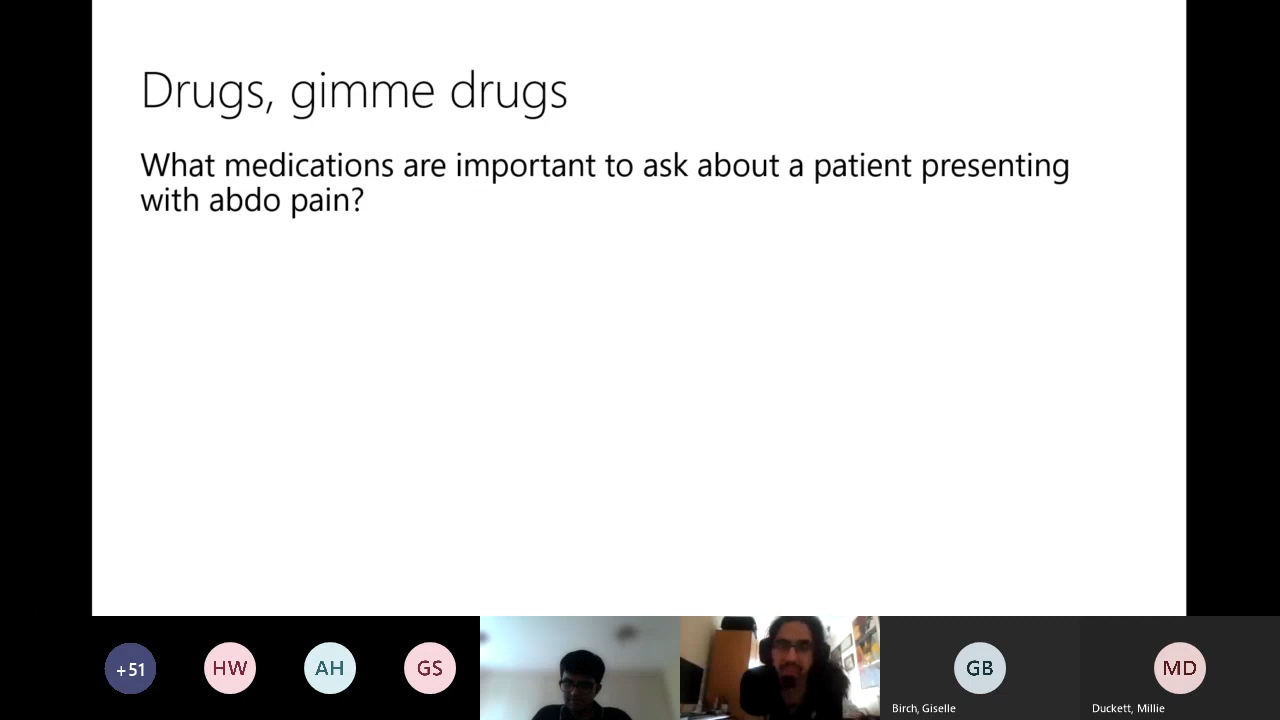 Drugs, gimme drugs
What medications are important to ask about a patient presenting
with abdo pain?
+51
HW
AH
GS
GB
MD
Birch, Giselle
Duckett, Millie